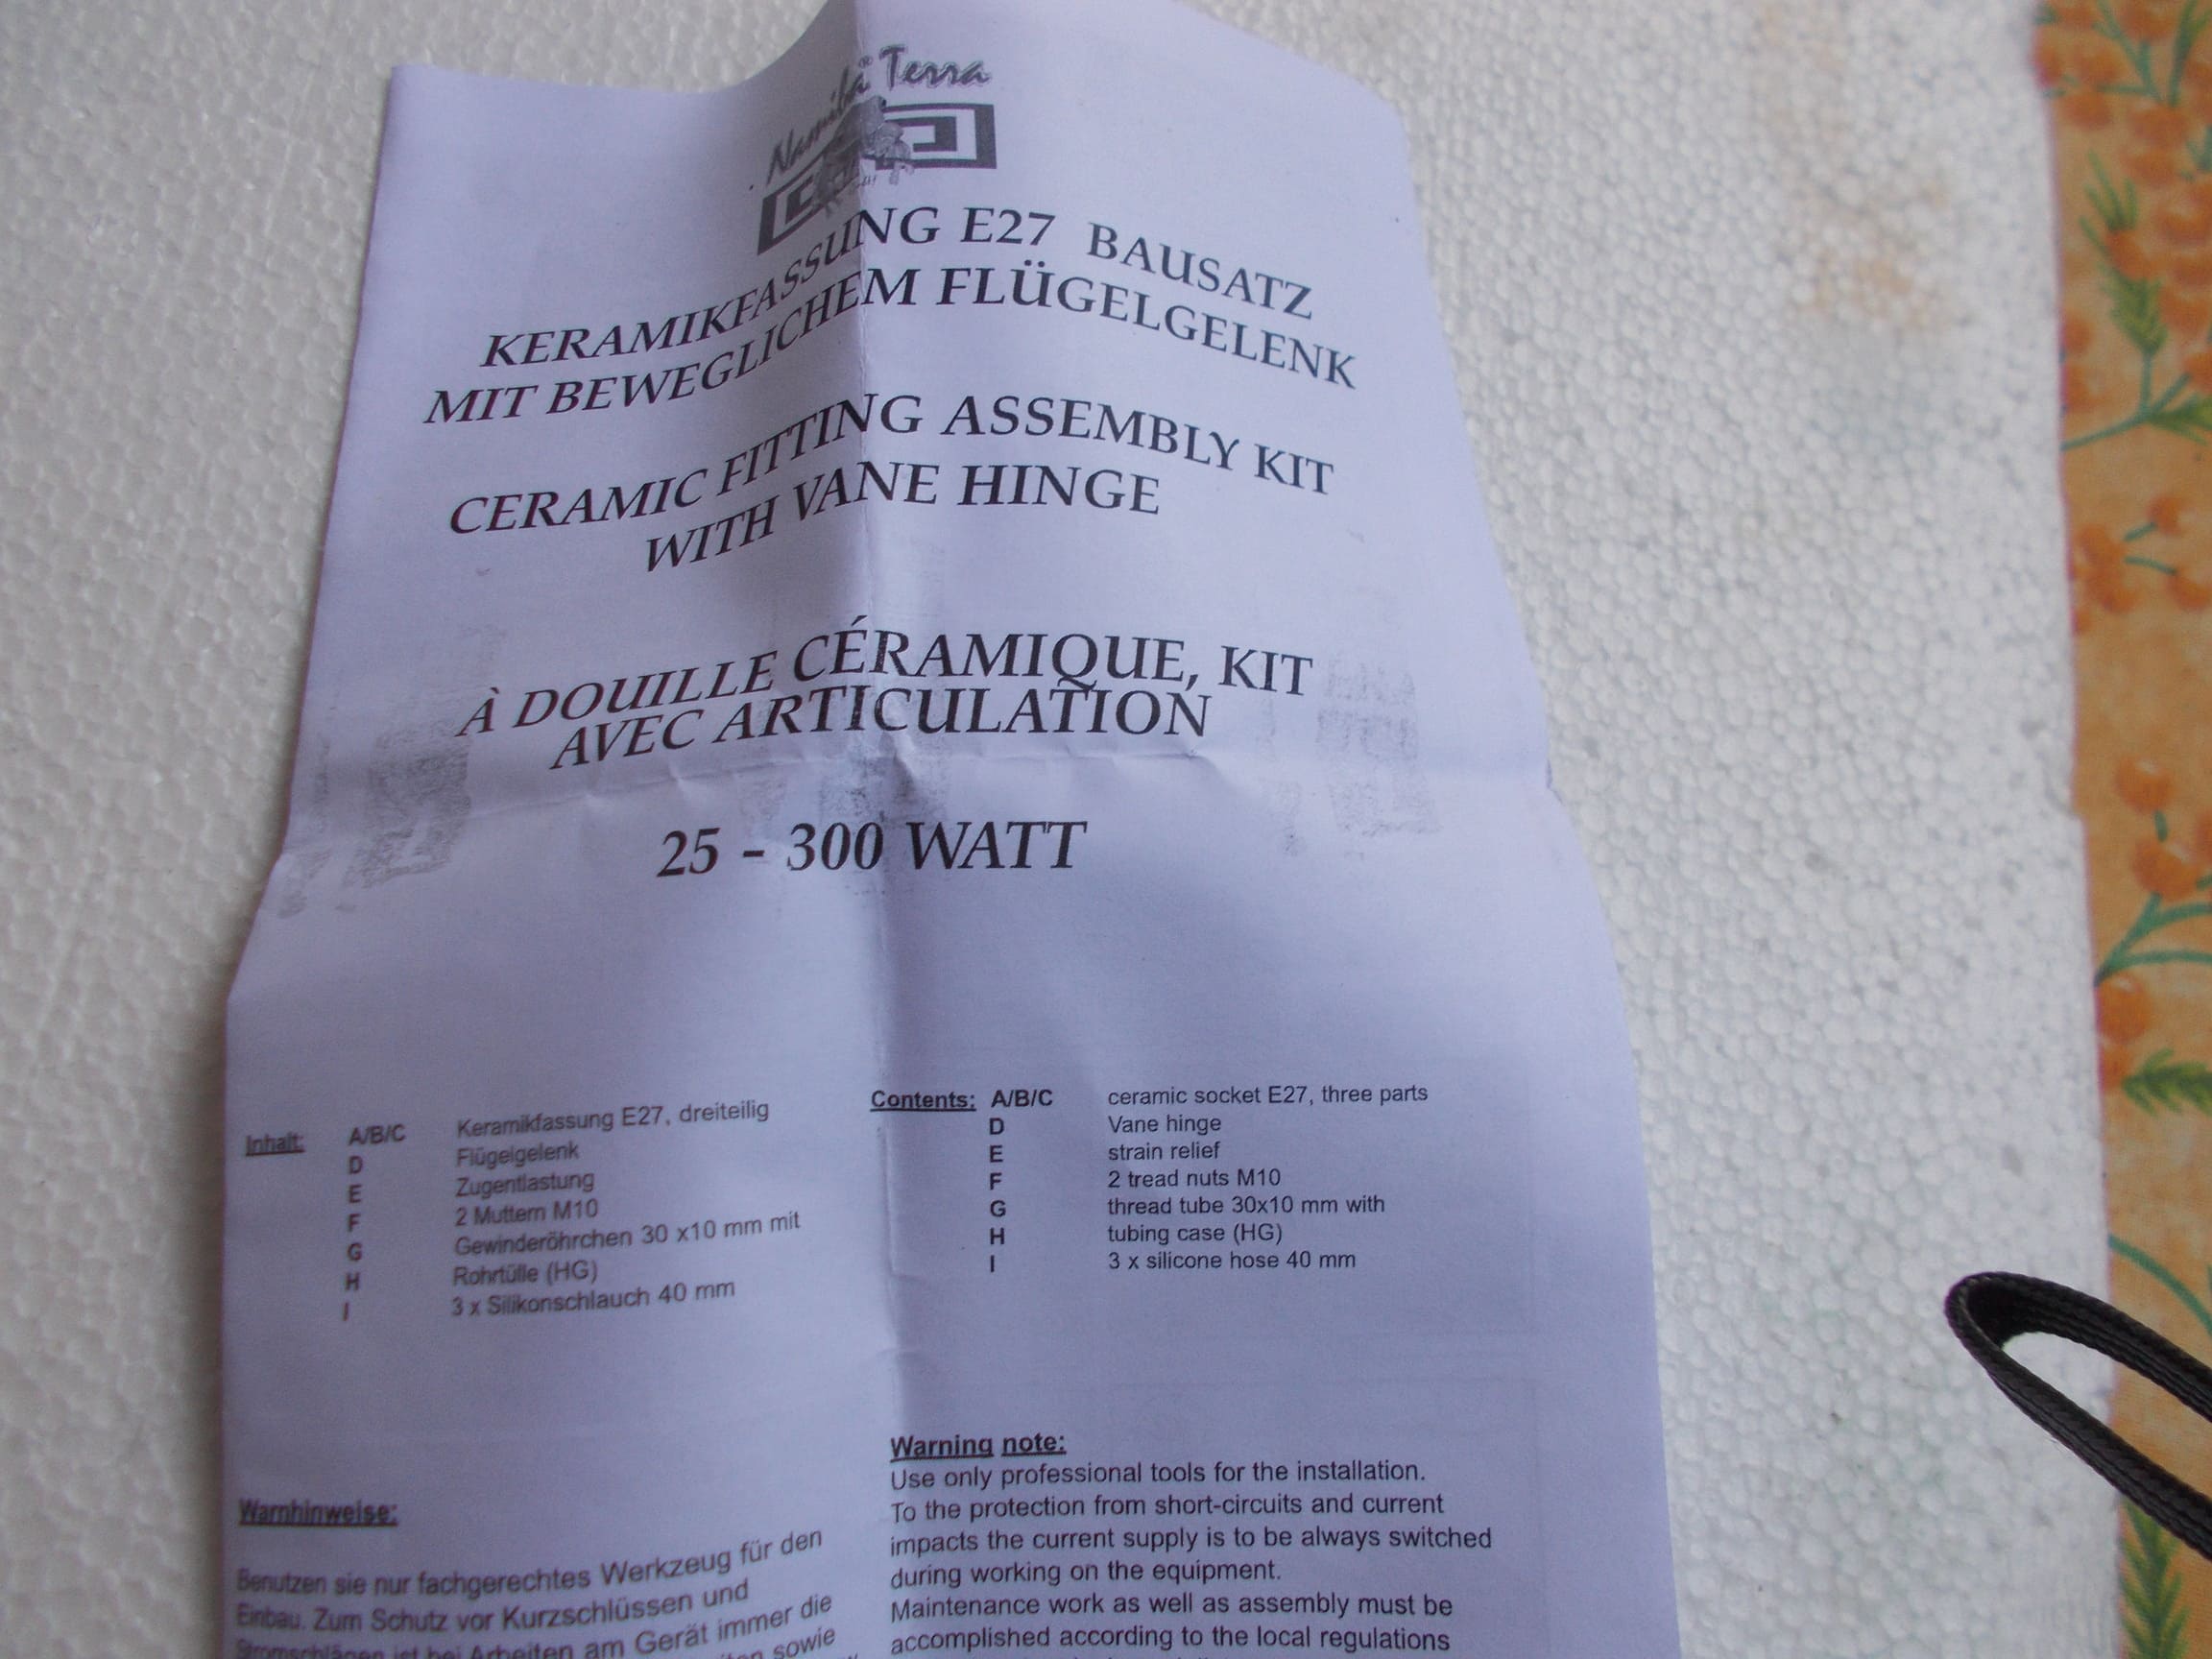 Namiba® Terra
KERAMIKFASSUNG E27 BAUSATZ
MIT BEWEGLICHEM FLÜGELGELENK
CERAMIC FITTING ASSEMBLY KIT
WITH VANE HINGE
À DOUILLE CÉRAMIQUE, KIT
AVEC ARTICULATION
25 - 300 WATT
Inhalt: A/B/C Keramikfassung E27, dreiteilig
D Flügelgelenk
E Zugentlastung
F 2 Muttern M10
G Gewinderöhrchen 30 x10 mm mit
H Rohrtülle (HG)
I 3 x Silikonschlauch 40 mm
Contents: A/B/C ceramic socket E27, three parts
D Vane hinge
E strain relief
F 2 tread nuts M10
G thread tube 30x10 mm with
H tubing case (HG)
I 3 x silicone hose 40 mm
Warnhinweise:
Benutzen sie nur fachgerechtes Werkzeug für den
Einbau. Zum Schutz vor Kurzschlüssen und
Stromschlägen ist bei Arbeiten am Gerät immer die
sowie
Warning note:
Use only professional tools for the installation.
To the protection from short-circuits and current
impacts the current supply is to be always switched
during working on the equipment.
Maintenance work as well as assembly must be
accomplished according to the local regulations